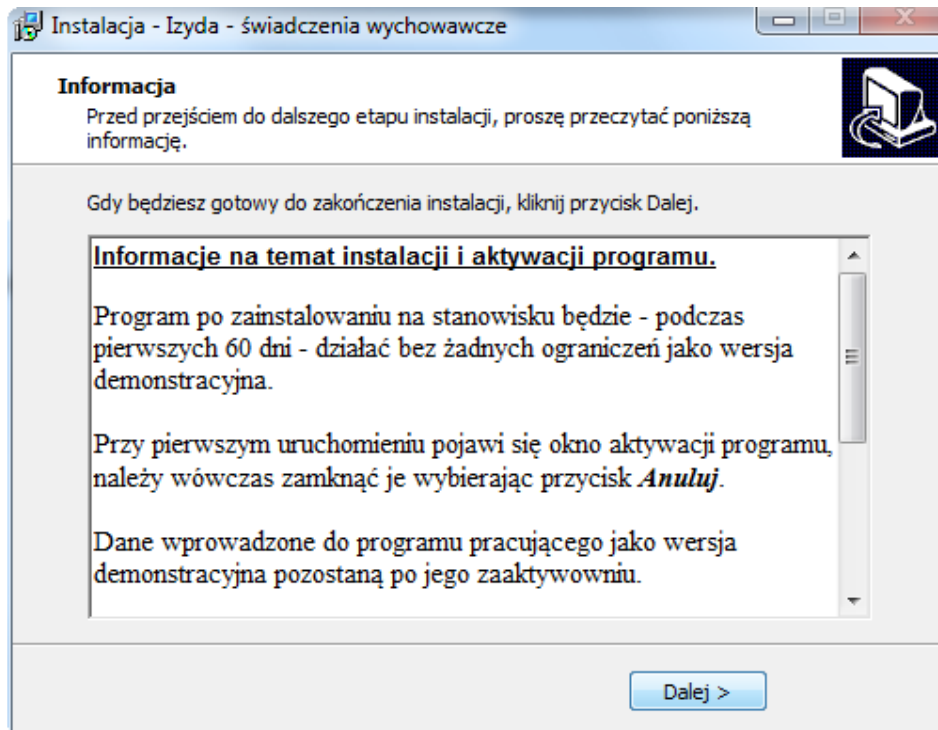 Instalacja - Izyda - świadczenia wychowawcze
Informacja
Przed przejściem do dalszego etapu instalacji, proszę przeczytać poniższą
informację.
Gdy będziesz gotowy do zakończenia instalacji, kliknij przycisk Dalej.
Informacje na temat instalacji i aktywacji programu.
Program po zainstalowaniu na stanowisku będzie - podczas
pierwszych 60 dni - działać bez żadnych ograniczeń jako wersja
demonstracyjna.
Przy pierwszym uruchomieniu pojawi się okno aktywacji programu,
należy wówczas zamknąć je wybierając przycisk Anuluj.
Dane wprowadzone do programu pracującego jako wersja
demonstracyjna pozostaną po jego zaaktywowniu.
Dalej >